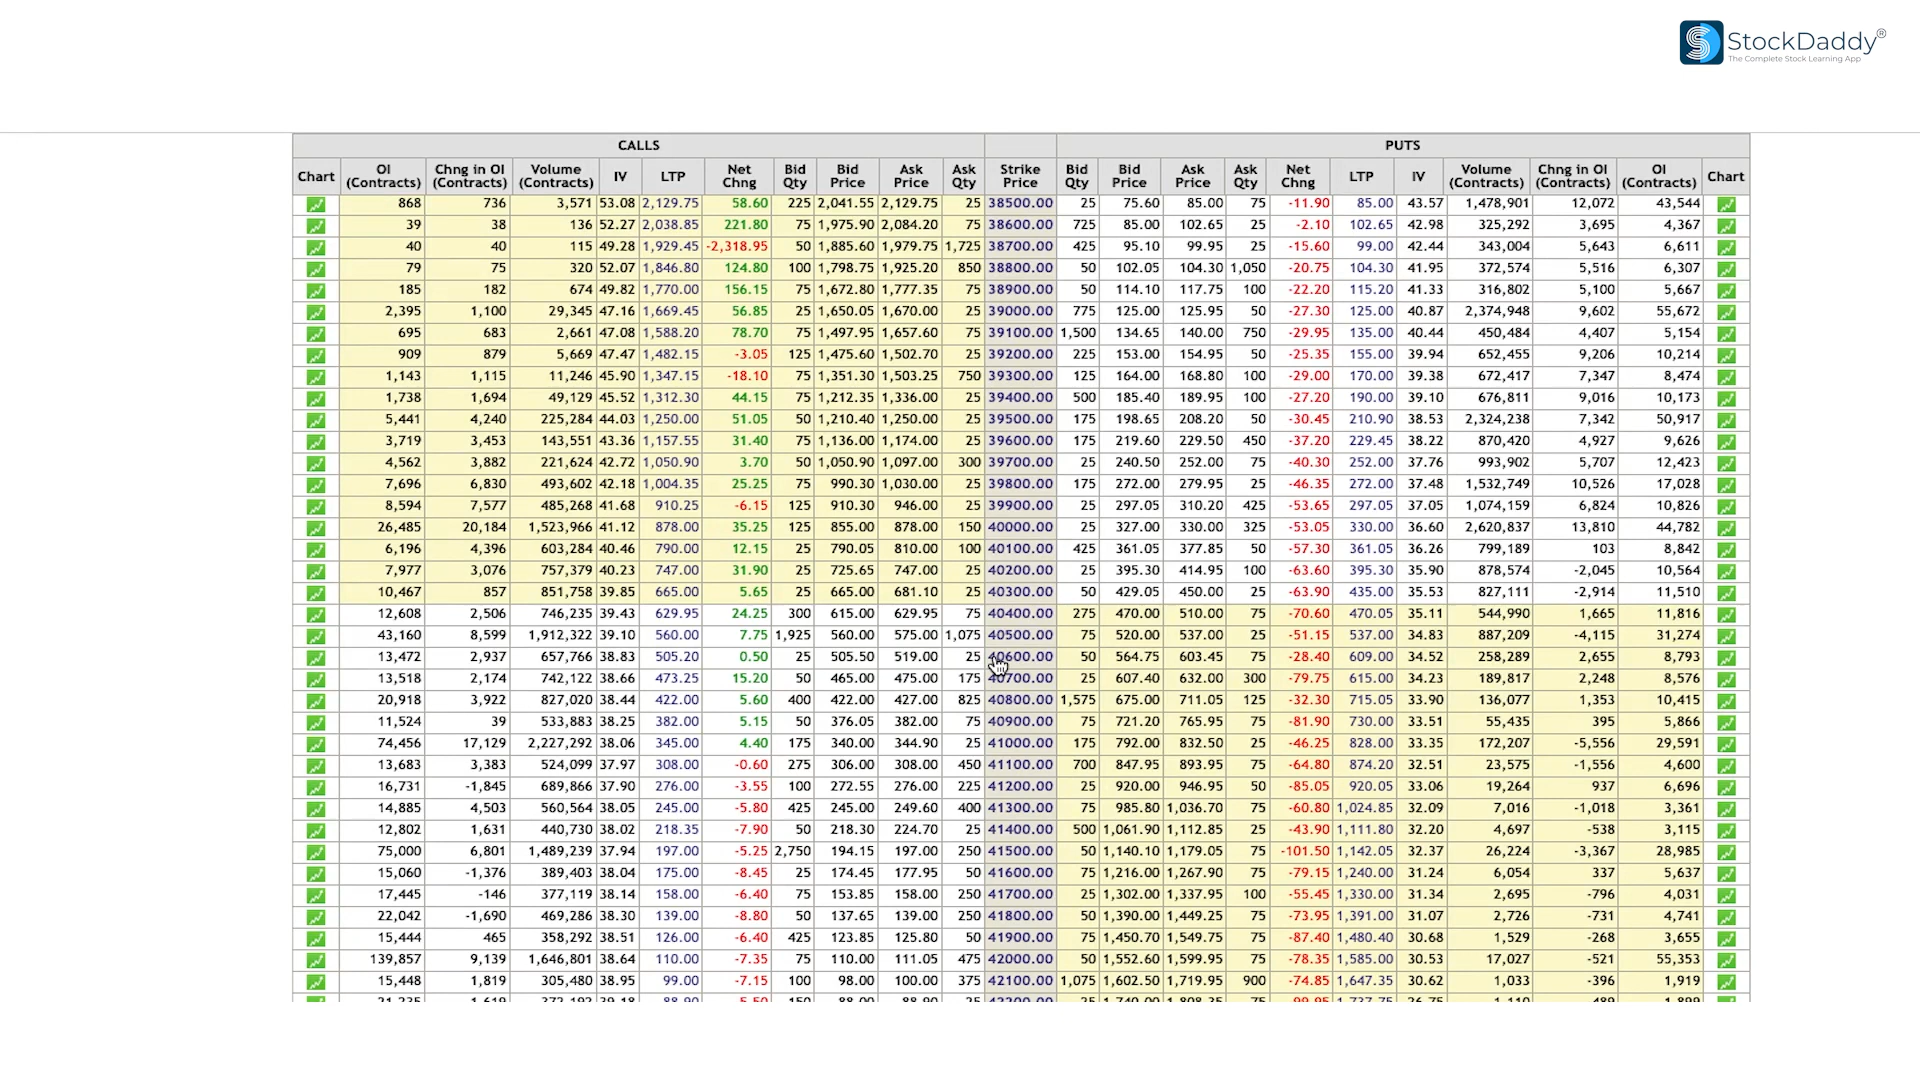 StockDaddy®
The Complete Stock Learning App
CALLS PUTS
Chart OI (Contracts) Chng in OI (Contracts) Volume (Contracts) IV LTP Net Chng Bid Qty Bid Price Ask Price Ask Qty Strike Price Bid Qty Bid Price Ask Price Ask Qty Net Chng LTP IV Volume (Contracts) Chng in OI (Contracts) OI (Contracts) Chart
868 736 3,571 53.08 2,129.75 58.60 225 2,041.55 2,129.75 25 38500.00 25 75.60 85.00 75 -11.90 85.00 43.57 1,478,901 12,072 43,544
39 38 136 52.27 2,038.85 221.80 75 1,975.90 2,084.20 75 38600.00 725 85.00 102.65 25 -2.10 102.65 42.98 325,292 3,695 4,367
40 40 115 49.28 1,929.45 -2,318.95 50 1,885.60 1,979.75 1,725 38700.00 425 95.10 99.95 25 -15.60 99.00 42.44 343,004 5,643 6,611
79 75 320 52.07 1,846.80 124.80 100 1,798.75 1,925.20 850 38800.00 50 102.05 104.30 1,050 -20.75 104.30 41.95 372,574 5,516 6,307
185 182 674 49.82 1,770.00 156.15 75 1,672.80 1,777.35 75 38900.00 50 114.10 117.75 100 -22.20 115.20 41.33 316,802 5,100 5,667
2,395 1,100 29,345 47.16 1,669.45 56.85 25 1,650.05 1,670.00 25 39000.00 775 125.00 125.95 50 -27.30 125.00 40.87 2,374,948 9,602 55,672
695 683 2,661 47.08 1,588.20 78.70 75 1,497.95 1,657.60 75 39100.00 1,500 134.65 140.00 750 -29.95 135.00 40.44 450,484 4,407 5,154
909 879 5,669 47.47 1,482.15 -3.05 125 1,475.60 1,502.70 25 39200.00 225 153.00 154.95 50 -25.35 155.00 39.94 652,455 9,206 10,214
1,143 1,115 11,246 45.90 1,347.15 -18.10 75 1,351.30 1,503.25 750 39300.00 125 164.00 168.80 100 -29.00 170.00 39.38 672,417 7,347 8,474
1,738 1,694 49,129 45.52 1,312.30 44.15 75 1,212.35 1,336.00 25 39400.00 500 185.40 189.95 100 -27.20 190.00 39.10 676,811 9,016 10,173
5,441 4,240 225,284 44.03 1,250.00 51.05 50 1,210.40 1,250.00 25 39500.00 175 198.65 208.20 50 -30.45 210.90 38.53 2,324,238 7,342 50,917
3,719 3,453 143,551 43.36 1,157.55 31.40 75 1,136.00 1,174.00 25 39600.00 175 219.60 229.50 450 -37.20 229.45 38.22 870,420 4,927 9,626
4,562 3,882 221,624 42.72 1,050.90 3.70 50 1,050.90 1,097.00 300 39700.00 25 240.50 252.00 75 -40.30 252.00 37.76 993,902 5,707 12,423
7,696 6,830 493,602 42.18 1,004.35 25.25 75 990.30 1,030.00 25 39800.00 175 272.00 279.95 25 -46.35 272.00 37.48 1,532,749 10,526 17,028
8,594 7,577 485,268 41.68 910.25 -6.15 125 910.30 946.00 25 39900.00 25 297.05 310.20 425 -53.65 297.05 37.05 1,074,159 6,824 10,826
26,485 20,184 1,523,966 41.12 878.00 35.25 125 855.00 878.00 150 40000.00 25 327.00 330.00 325 -53.05 330.00 36.60 2,620,837 13,810 44,782
6,196 4,396 603,284 40.46 790.00 12.15 25 790.05 810.00 100 40100.00 425 361.05 377.85 50 -57.30 361.05 36.26 799,189 103 8,842
7,977 3,076 757,379 40.23 747.00 31.90 25 725.65 747.00 25 40200.00 25 395.30 414.95 100 -63.60 395.30 35.90 878,574 -2,045 10,564
10,467 857 851,758 39.85 665.00 5.65 25 665.00 681.10 25 40300.00 50 429.05 450.00 25 -63.90 435.00 35.53 827,111 -2,914 11,510
12,608 2,506 746,235 39.43 629.95 24.25 300 615.00 629.95 75 40400.00 275 470.00 510.00 75 -70.60 470.05 35.11 544,990 1,665 11,816
43,160 8,599 1,912,322 39.10 560.00 7.75 1,925 560.00 575.00 1,075 40500.00 75 520.00 537.00 25 -51.15 537.00 34.83 887,209 -4,115 31,274
13,472 2,937 657,766 38.83 505.20 0.50 25 505.50 519.00 25 40600.00 50 564.75 603.45 75 -28.40 609.00 34.52 258,289 2,655 8,793
13,518 2,174 742,122 38.66 473.25 15.20 50 465.00 475.00 175 40700.00 25 607.40 632.00 300 -79.75 615.00 34.23 189,817 2,248 8,576
20,918 3,922 827,020 38.44 422.00 5.60 400 422.00 427.00 825 40800.00 1,575 675.00 711.05 125 -32.30 715.05 33.90 136,077 1,353 10,415
11,524 39 533,883 38.25 382.00 5.15 50 376.05 382.00 75 40900.00 75 721.20 765.95 75 -81.90 730.00 33.51 55,435 395 5,866
74,456 17,129 2,227,292 38.06 345.00 4.40 175 340.00 344.90 25 41000.00 175 792.00 832.50 25 -46.25 828.00 33.35 172,207 -5,556 29,591
13,683 3,383 524,099 37.97 308.00 -0.60 275 306.00 308.00 450 41100.00 700 847.95 893.95 75 -64.80 874.20 32.51 23,575 -1,556 4,600
16,731 -1,845 689,866 37.90 276.00 -3.55 100 272.55 276.00 225 41200.00 25 920.00 946.95 50 -85.05 920.05 33.06 19,264 937 6,696
14,885 4,503 560,564 38.05 245.00 -5.80 425 245.00 249.60 400 41300.00 75 985.80 1,036.70 75 -60.80 1,024.85 32.09 7,016 -1,018 3,361
12,802 1,631 440,730 38.02 218.35 -7.90 50 218.30 224.70 25 41400.00 500 1,061.90 1,112.85 25 -43.90 1,111.80 32.20 4,697 -538 3,115
75,000 6,801 1,489,239 37.94 197.00 -5.25 2,750 194.15 197.00 250 41500.00 50 1,140.10 1,179.05 75 -101.50 1,142.05 32.37 26,224 -3,367 28,985
15,060 -1,376 389,403 38.04 175.00 -8.45 25 174.45 177.95 50 41600.00 75 1,216.00 1,267.90 75 -79.15 1,240.00 31.24 6,054 337 5,637
17,445 -146 377,119 38.14 158.00 -6.40 75 153.85 158.00 250 41700.00 25 1,302.00 1,337.95 100 -55.45 1,330.00 31.34 2,695 -796 4,031
22,042 -1,690 469,286 38.30 139.00 -8.80 50 137.65 139.00 250 41800.00 50 1,390.00 1,449.25 75 -73.95 1,391.00 31.07 2,726 -731 4,741
15,444 465 358,292 38.51 126.00 -6.40 425 123.85 125.80 50 41900.00 75 1,450.70 1,549.75 75 -87.40 1,480.40 30.68 1,529 -268 3,655
139,857 9,139 1,646,801 38.64 110.00 -7.35 75 110.00 111.05 475 42000.00 50 1,552.60 1,599.95 75 -78.35 1,585.00 30.53 17,027 -521 55,353
15,448 1,819 305,480 38.95 99.00 -7.15 100 98.00 100.00 375 42100.00 1,075 1,602.50 1,719.95 900 -74.85 1,647.35 30.62 1,033 -396 1,919